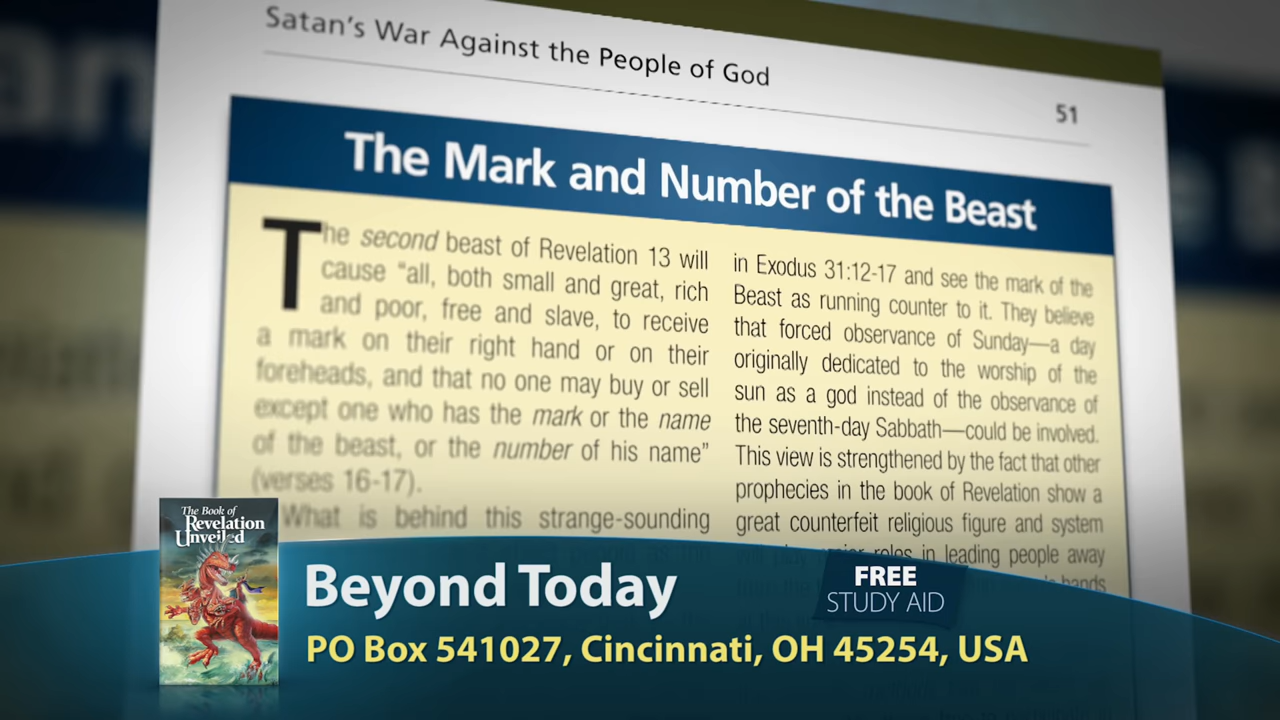 Satan's War Against the People of God
51
The Mark and Number of the Beast
The second beast of Revelation 13 will
cause “all, both small and great, rich
and poor, free and slave, to receive
a mark on their right hand or on their
foreheads, and that no one may buy or sell
except one who has the mark or the name
of the beast, or the number of his name”
(verses 16-17).
What is behind this strange-sounding
in Exodus 31:12-17 and see the mark of the
Beast as running counter to it. They believe
that forced observance of Sunday—a day
originally dedicated to the worship of the
sun as a god instead of the observance of
the seventh-day Sabbath—could be involved.
This view is strengthened by the fact that other
prophecies in the book of Revelation show a
great counterfeit religious figure and system
roles in leading people away
hands
The Book of
Revelation
Unveiled
Beyond Today
FREE
STUDY AID
PO Box 541027, Cincinnati, OH 45254, USA